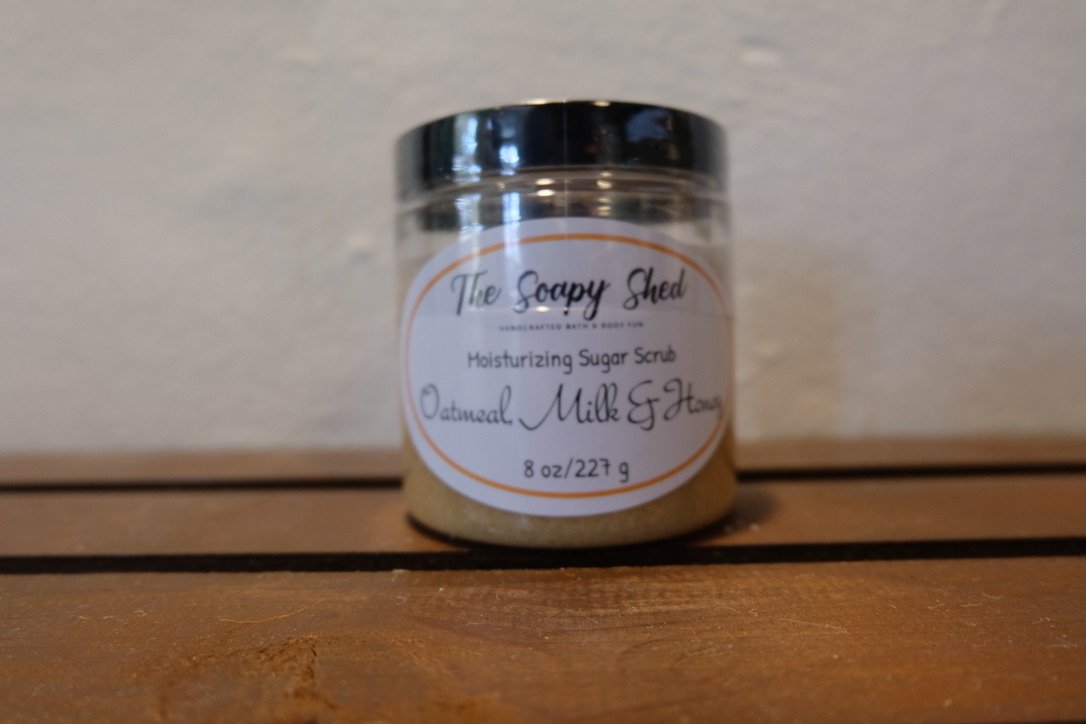 The Soapy Shed
HANDCRAFTED BATH & BODY FUN
Moisturizing Sugar Scrub
Oatmeal, Milk & Honey
8 oz/227 g